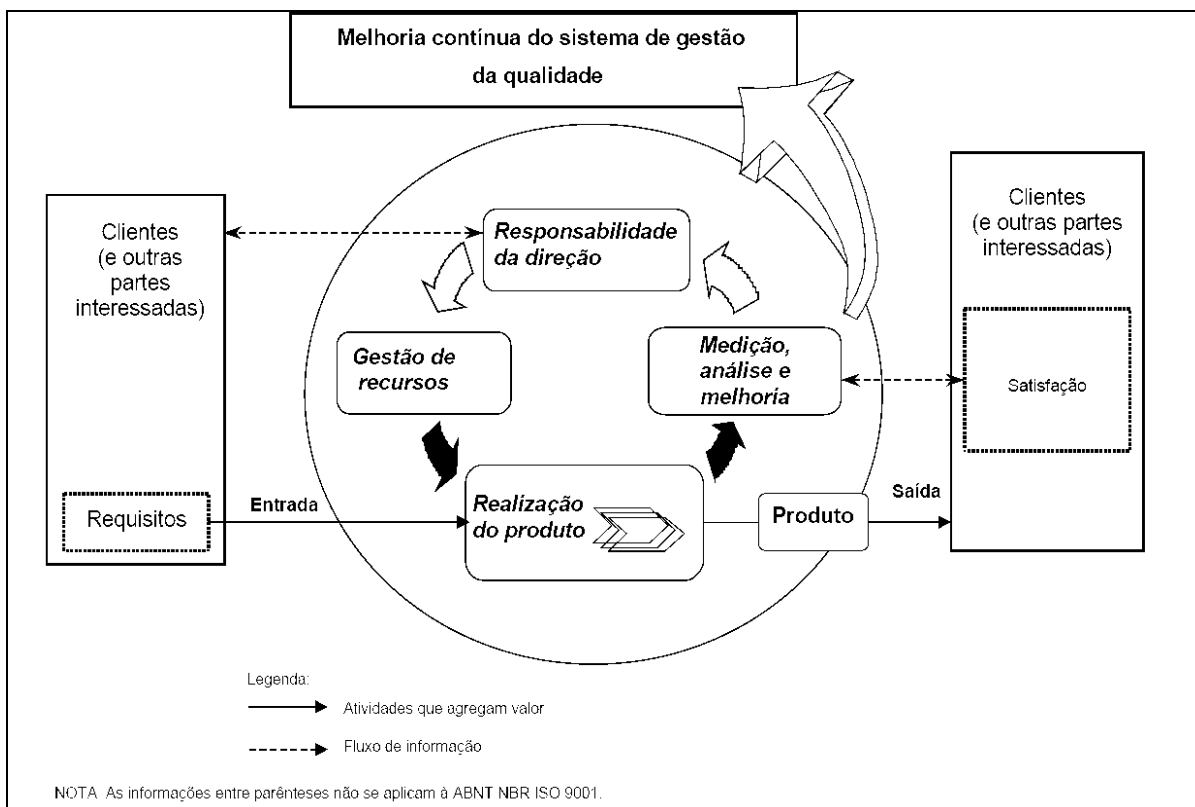 Melhoria contínua do sistema de gestão
da qualidade
Clientes
(e outras
partes
interessadas)
Requisitos
Entrada
Responsabilidade
da direção
Gestão de
recursos
Medição,
análise e
melhoria
Realização
do produto
Produto
Saída
Clientes
(e outras partes
interessadas)
Satisfação
Legenda:
Atividades que agregam valor
Fluxo de informação
NOTA As informações entre parênteses não se aplicam à ABNT NBR ISO 9001.